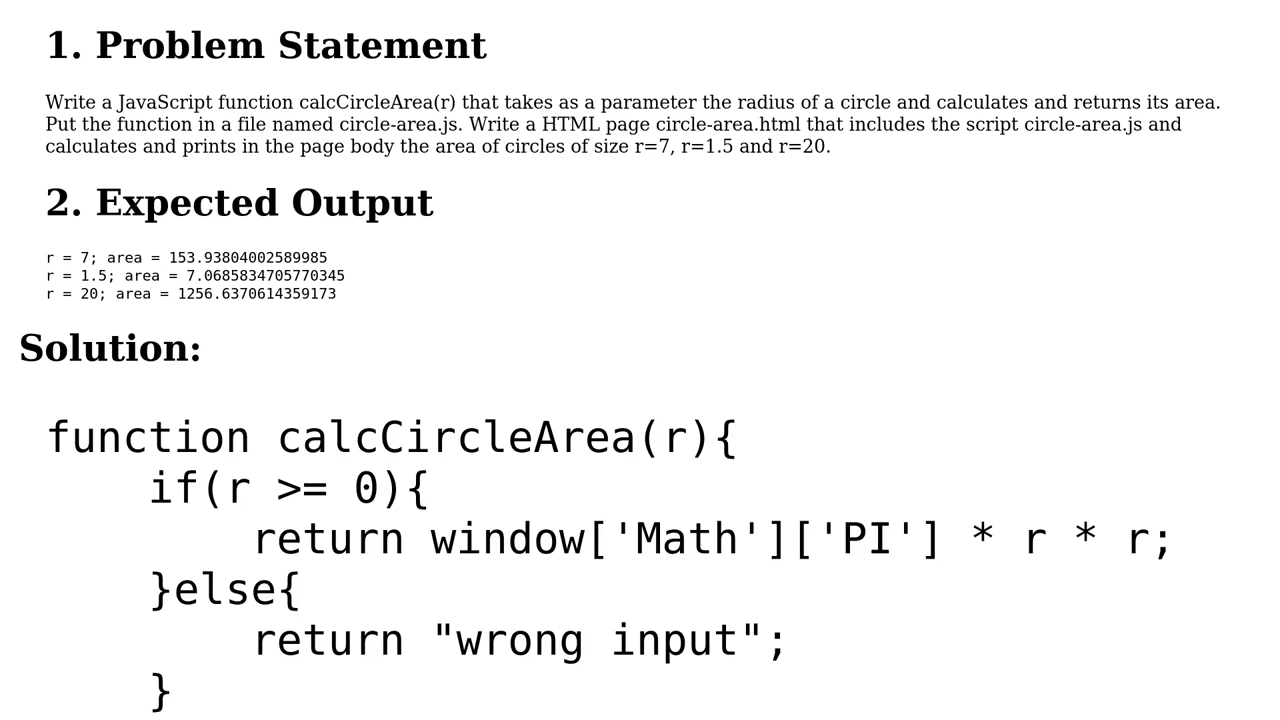 1. Problem Statement
Write a JavaScript function calcCircleArea(r) that takes as a parameter the radius of a circle and calculates and returns its area.
Put the function in a file named circle-area.js. Write a HTML page circle-area.html that includes the script circle-area.js and
calculates and prints in the page body the area of circles of size r=7, r=1.5 and r=20.
2. Expected Output
r = 7; area = 153.93804002589985
r = 1.5; area = 7.0685834705770345
r = 20; area = 1256.6370614359173
Solution:
function calcCircleArea(r){
    if(r >= 0){
        return window['Math']['PI'] * r * r;
    }else{
        return "wrong input";
    }